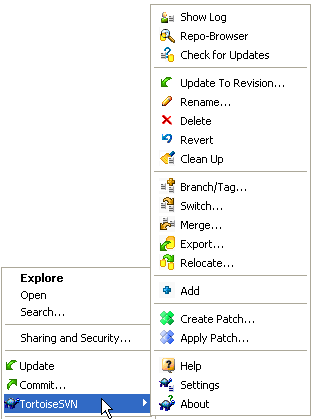 Show Log
Repo-Browser
Check for Updates
Update To Revision...
Rename...
Delete
Revert
Clean Up
Branch/Tag...
Switch...
Merge...
Export...
Relocate...
Add
Create Patch...
Apply Patch...
Help
Settings
About
Explore
Open
Search...
Sharing and Security...
Update
Commit...
TortoiseSVN